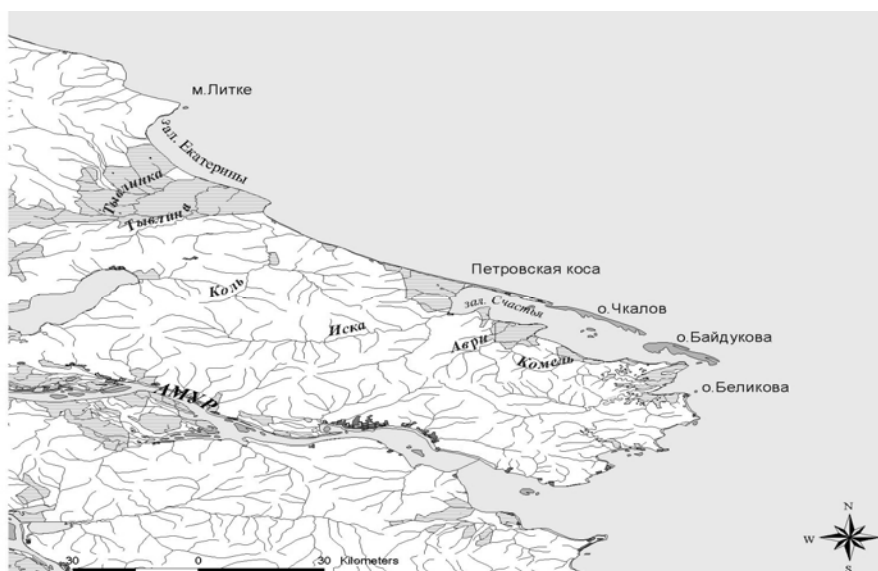 м.Литке
зал. Екатерины
Тывлинка
Тывлина
Петровская коса
Коль
зал. Счастья
о.Чкалов
Иска
Аври
о.Байдукова
Комель
о.Беликова
АМУР
N
W
S
30 0 30 Kilometers